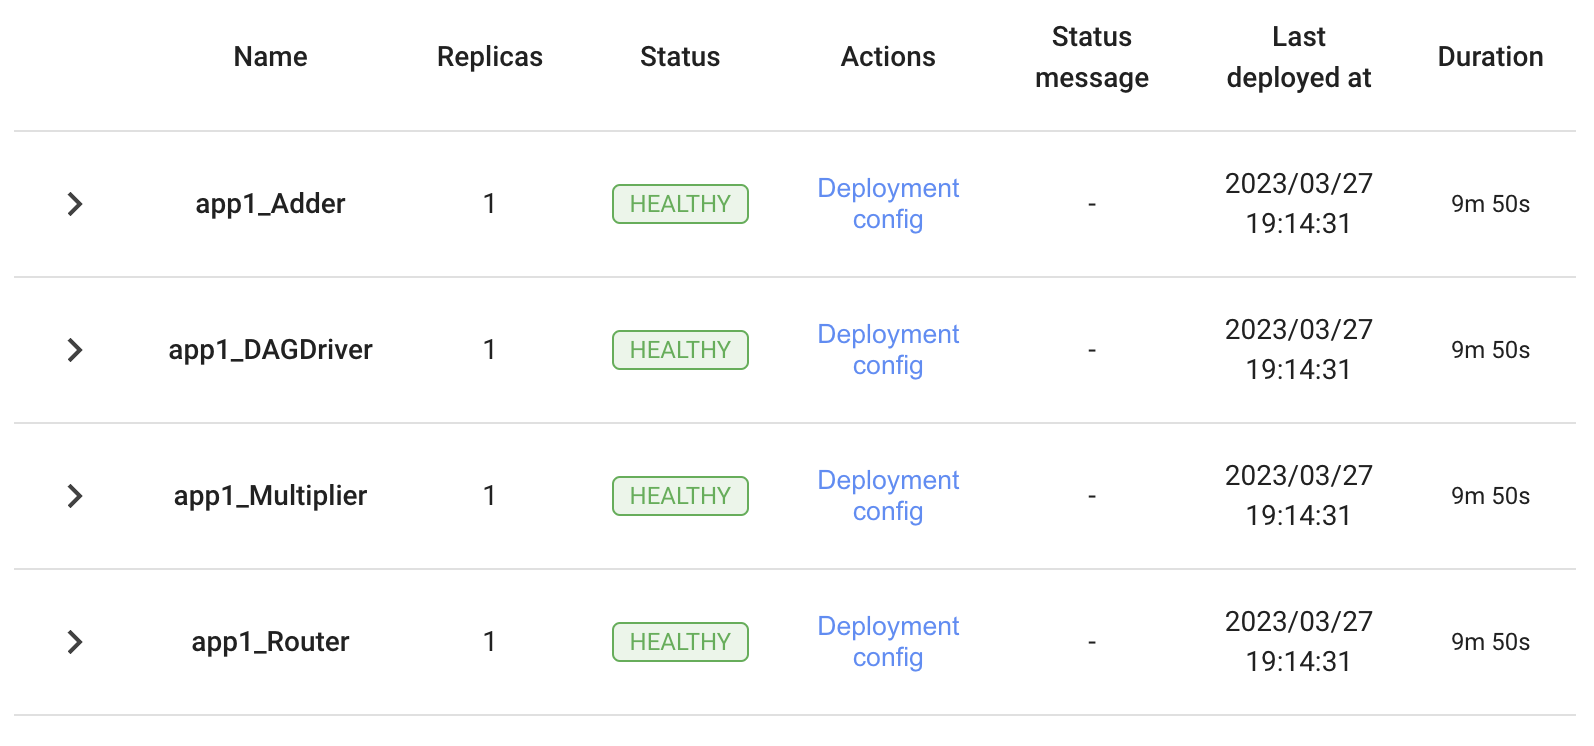 Name Replicas Status Actions Status message Last deployed at Duration
app1_Adder 1 HEALTHY Deployment config - 2023/03/27 19:14:31 9m 50s
app1_DAGDriver 1 HEALTHY Deployment config - 2023/03/27 19:14:31 9m 50s
app1_Multiplier 1 HEALTHY Deployment config - 2023/03/27 19:14:31 9m 50s
app1_Router 1 HEALTHY Deployment config - 2023/03/27 19:14:31 9m 50s